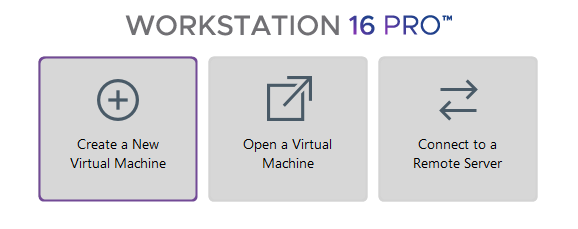 WORKSTATION 16 PRO™
Create a New
Virtual Machine
Open a Virtual
Machine
Connect to a
Remote Server